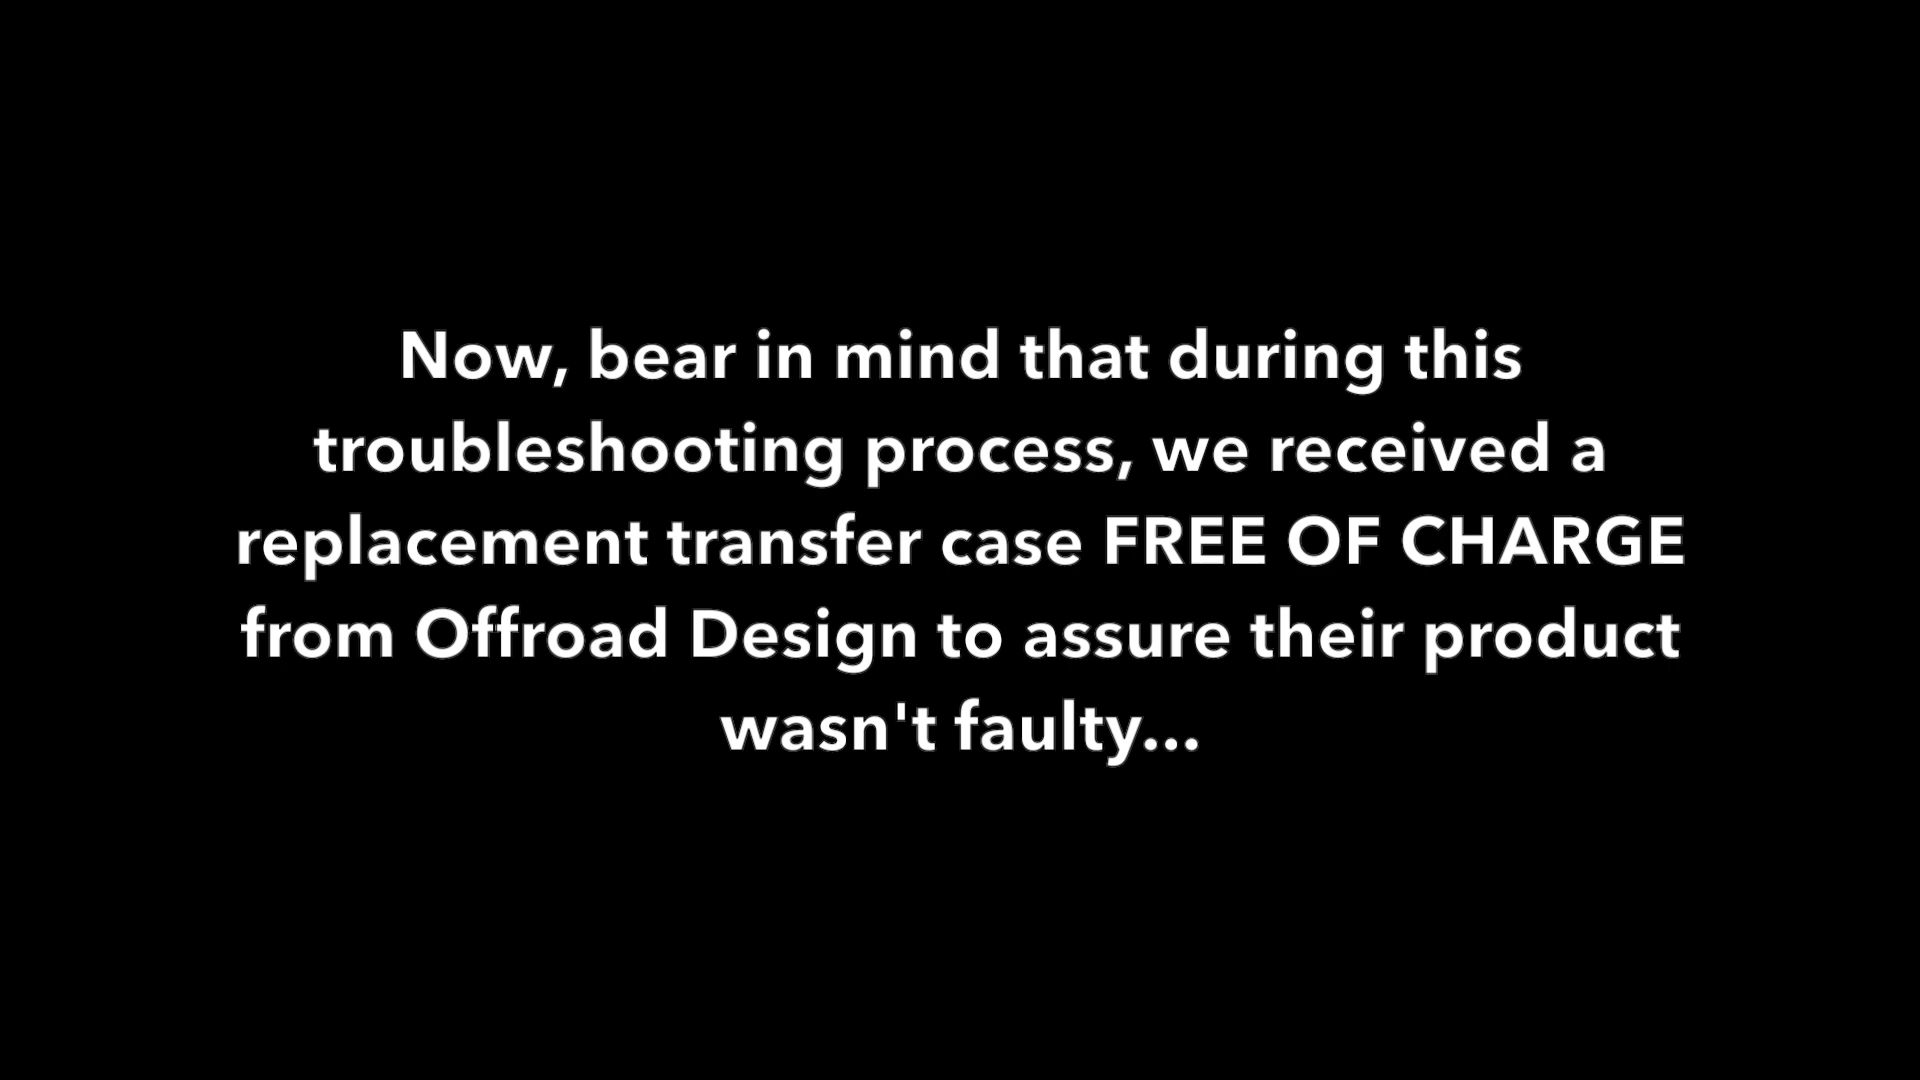 Now, bear in mind that during this
troubleshooting process, we received a
replacement transfer case FREE OF CHARGE
from Offroad Design to assure their product
wasn't faulty...